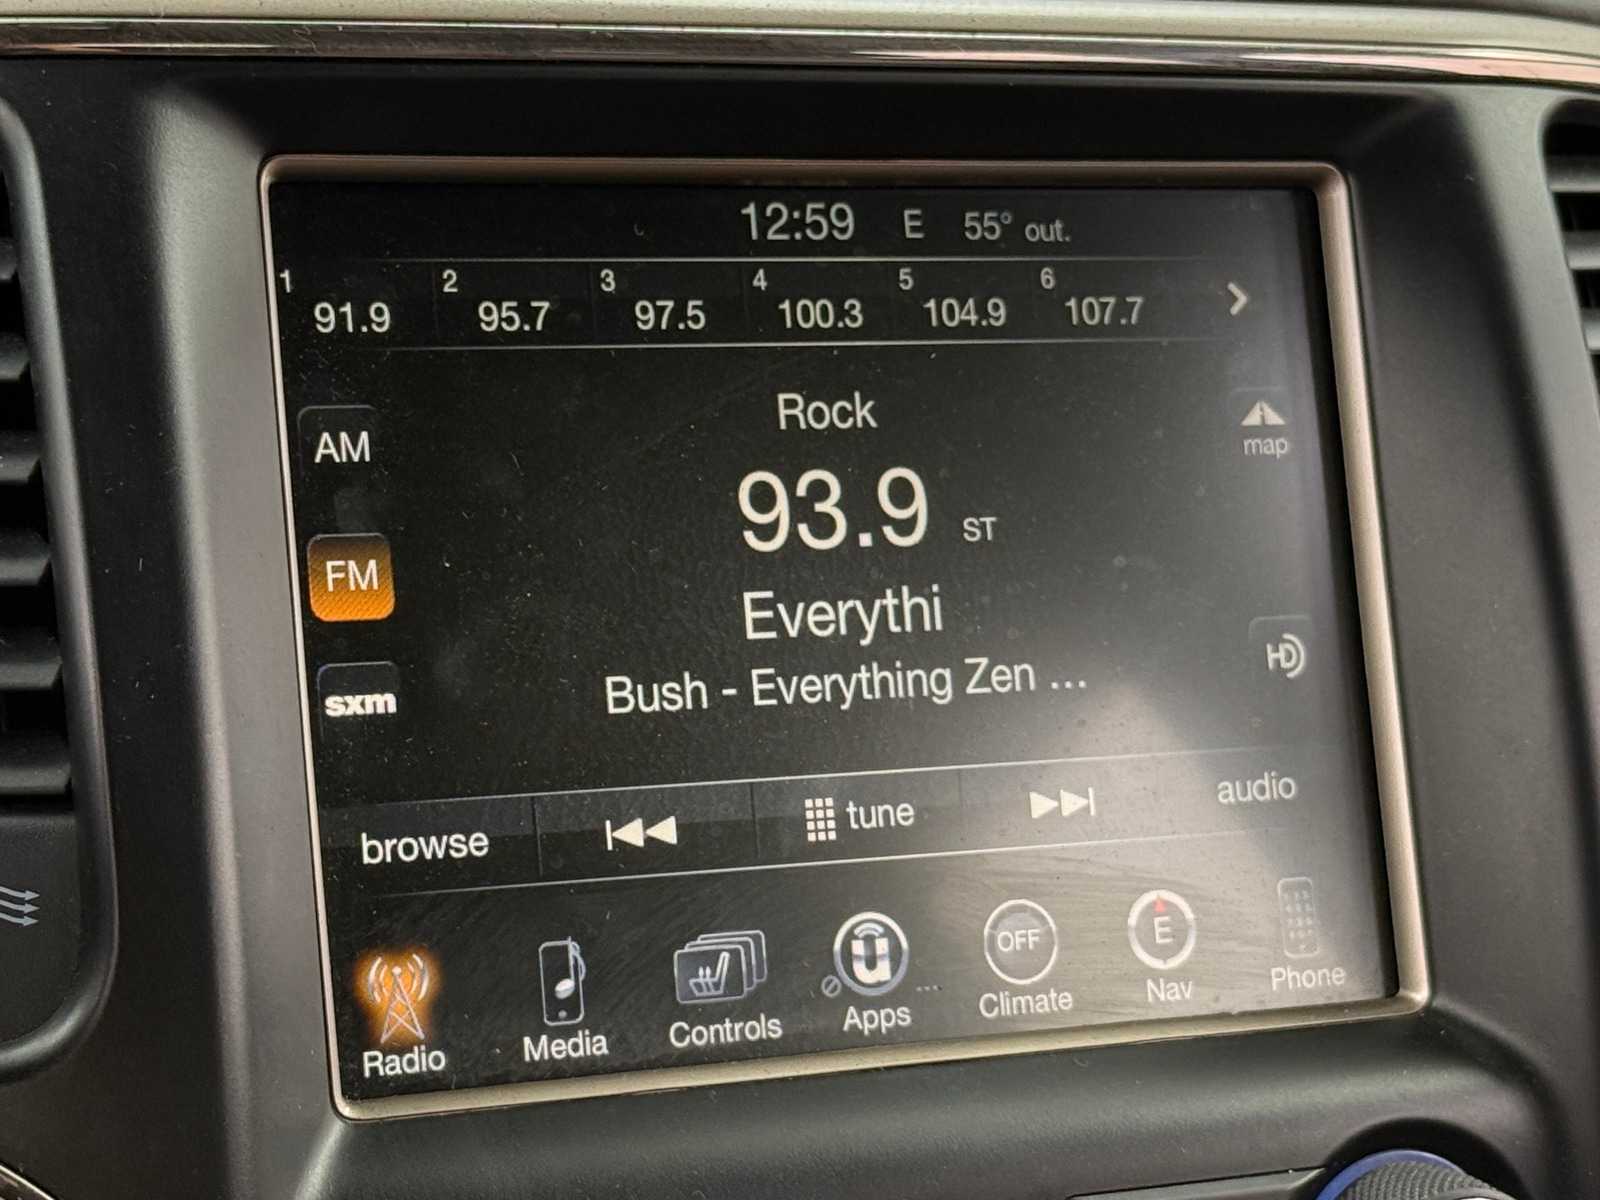 12:59 E 55° out.
1 2 3 4 5 6
91.9 95.7 97.5 100.3 104.9 107.7
Rock
AM
map
93.9 ST
FM
Everythi
HD
Bush - Everything Zen ...
sxm
browse tune audio
OFF E
u
Radio Media Controls Apps ... Climate Nav Phone